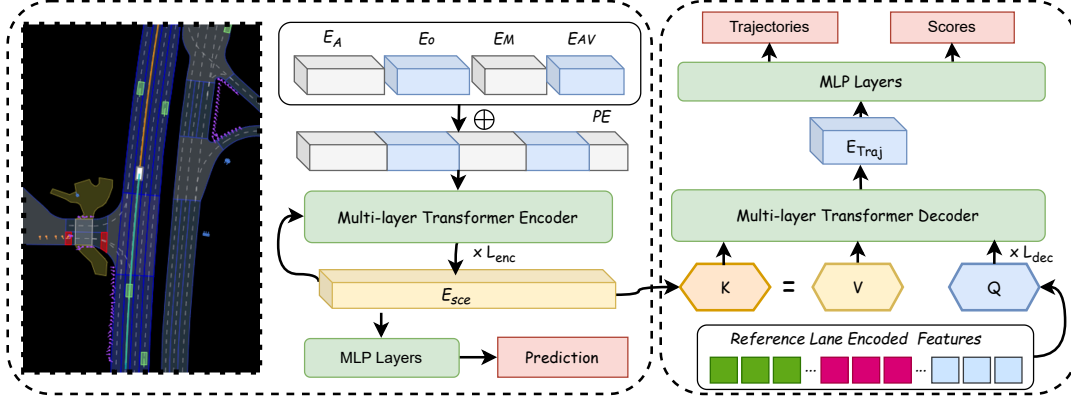 E_A E_O E_M E_AV
⊕ PE
Multi-layer Transformer Encoder
× L_enc
E_sce
MLP Layers
Prediction
Trajectories
Scores
MLP Layers
E_Traj
Multi-layer Transformer Decoder
× L_dec
K = V Q
Reference Lane Encoded Features
... ...